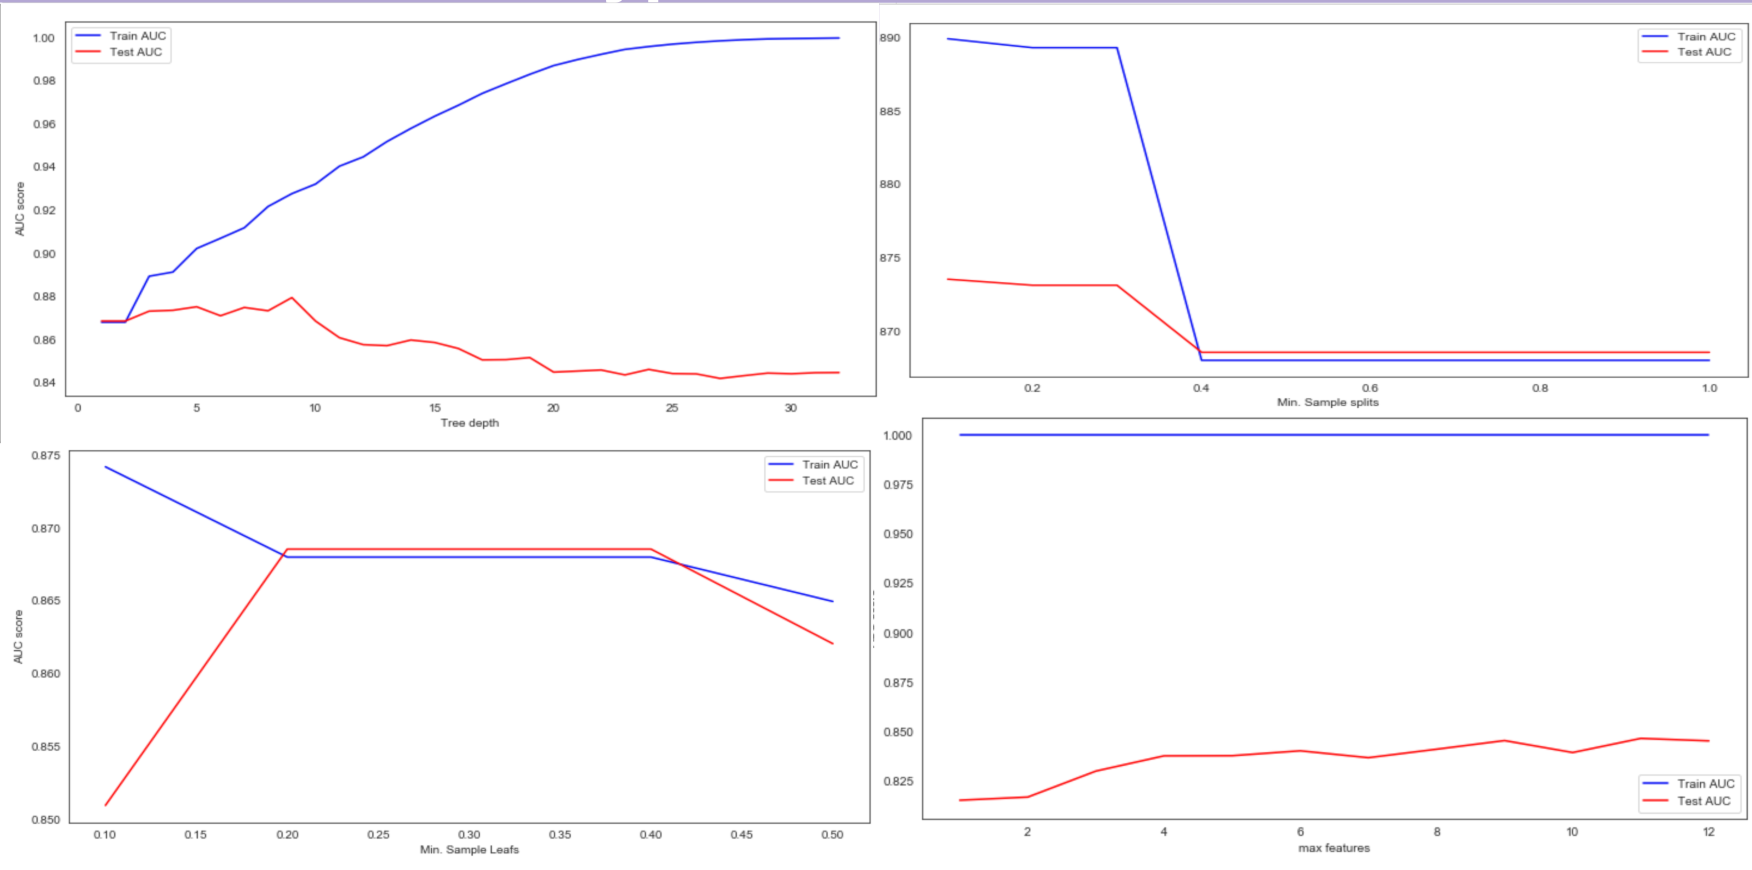 Train AUC
Test AUC
1.00
0.98
0.96
0.94
0.92
0.90
0.88
0.86
0.84
AUC score
0 5 10 15 20 25 30
Tree depth
Train AUC
Test AUC
890
885
880
875
870
0.2 0.4 0.6 0.8 1.0
Min. Sample splits
Train AUC
Test AUC
0.875
0.870
0.865
0.860
0.855
0.850
AUC score
0.10 0.15 0.20 0.25 0.30 0.35 0.40 0.45 0.50
Min. Sample Leafs
1.000
0.975
0.950
0.925
0.900
0.875
0.850
0.825
Train AUC
Test AUC
2 4 6 8 10 12
max features